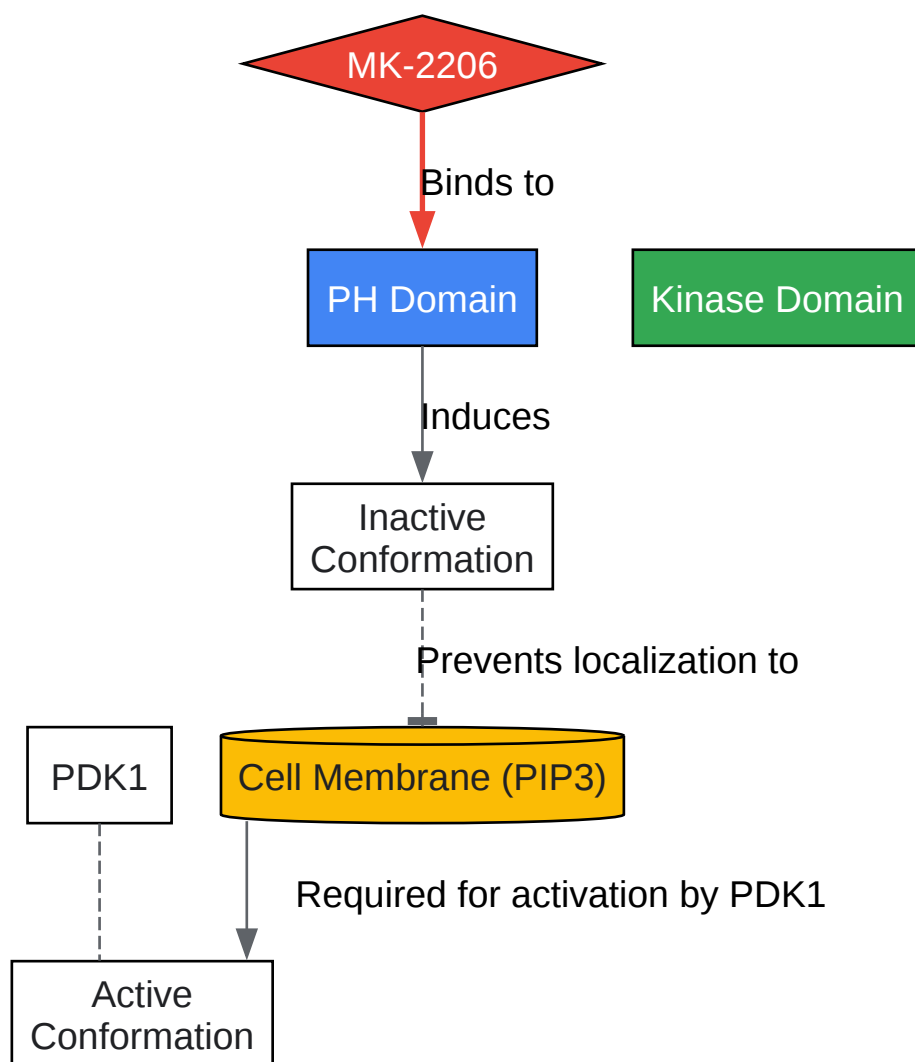 MK-2206
Binds to
PH Domain
Kinase Domain
Induces
Inactive
Conformation
Prevents localization to
PDK1
Cell Membrane (PIP3)
Required for activation by PDK1
Active
Conformation